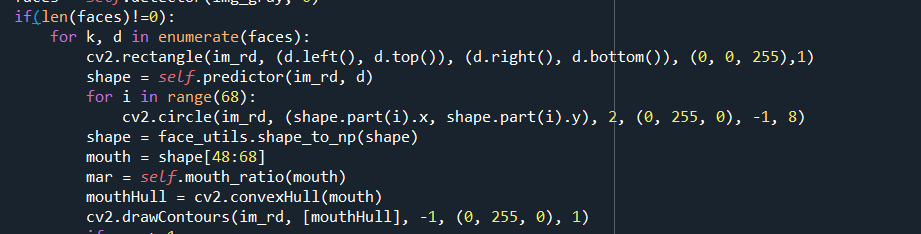 faces = self.detector(img_gray, 0)
if(len(faces)!=0):
    for k, d in enumerate(faces):
        cv2.rectangle(im_rd, (d.left(), d.top()), (d.right(), d.bottom()), (0, 0, 255),1)
        shape = self.predictor(im_rd, d)
        for i in range(68):
            cv2.circle(im_rd, (shape.part(i).x, shape.part(i).y), 2, (0, 255, 0), -1, 8)
        shape = face_utils.shape_to_np(shape)
        mouth = shape[48:68]
        mar = self.mouth_ratio(mouth)
        mouthHull = cv2.convexHull(mouth)
        cv2.drawContours(im_rd, [mouthHull], -1, (0, 255, 0), 1)